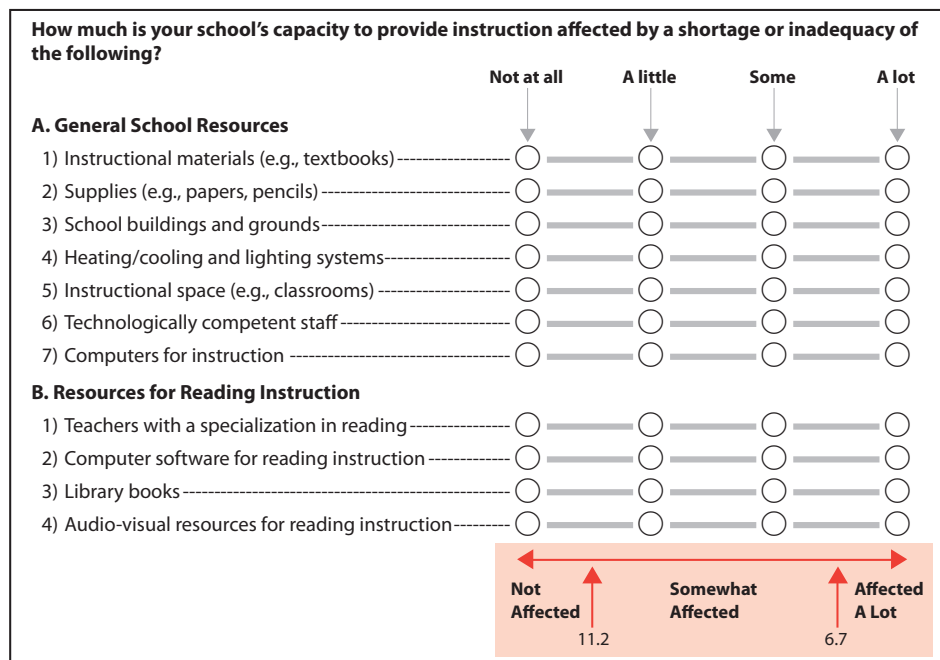 How much is your school's capacity to provide instruction affected by a shortage or inadequacy of
the following?
Not at all A little Some A lot
A. General School Resources
1) Instructional materials (e.g., textbooks)
2) Supplies (e.g., papers, pencils)
3) School buildings and grounds
4) Heating/cooling and lighting systems
5) Instructional space (e.g., classrooms)
6) Technologically competent staff
7) Computers for instruction
B. Resources for Reading Instruction
1) Teachers with a specialization in reading
2) Computer software for reading instruction
3) Library books
4) Audio-visual resources for reading instruction
Not Somewhat Affected
Affected Affected A Lot
11.2 6.7